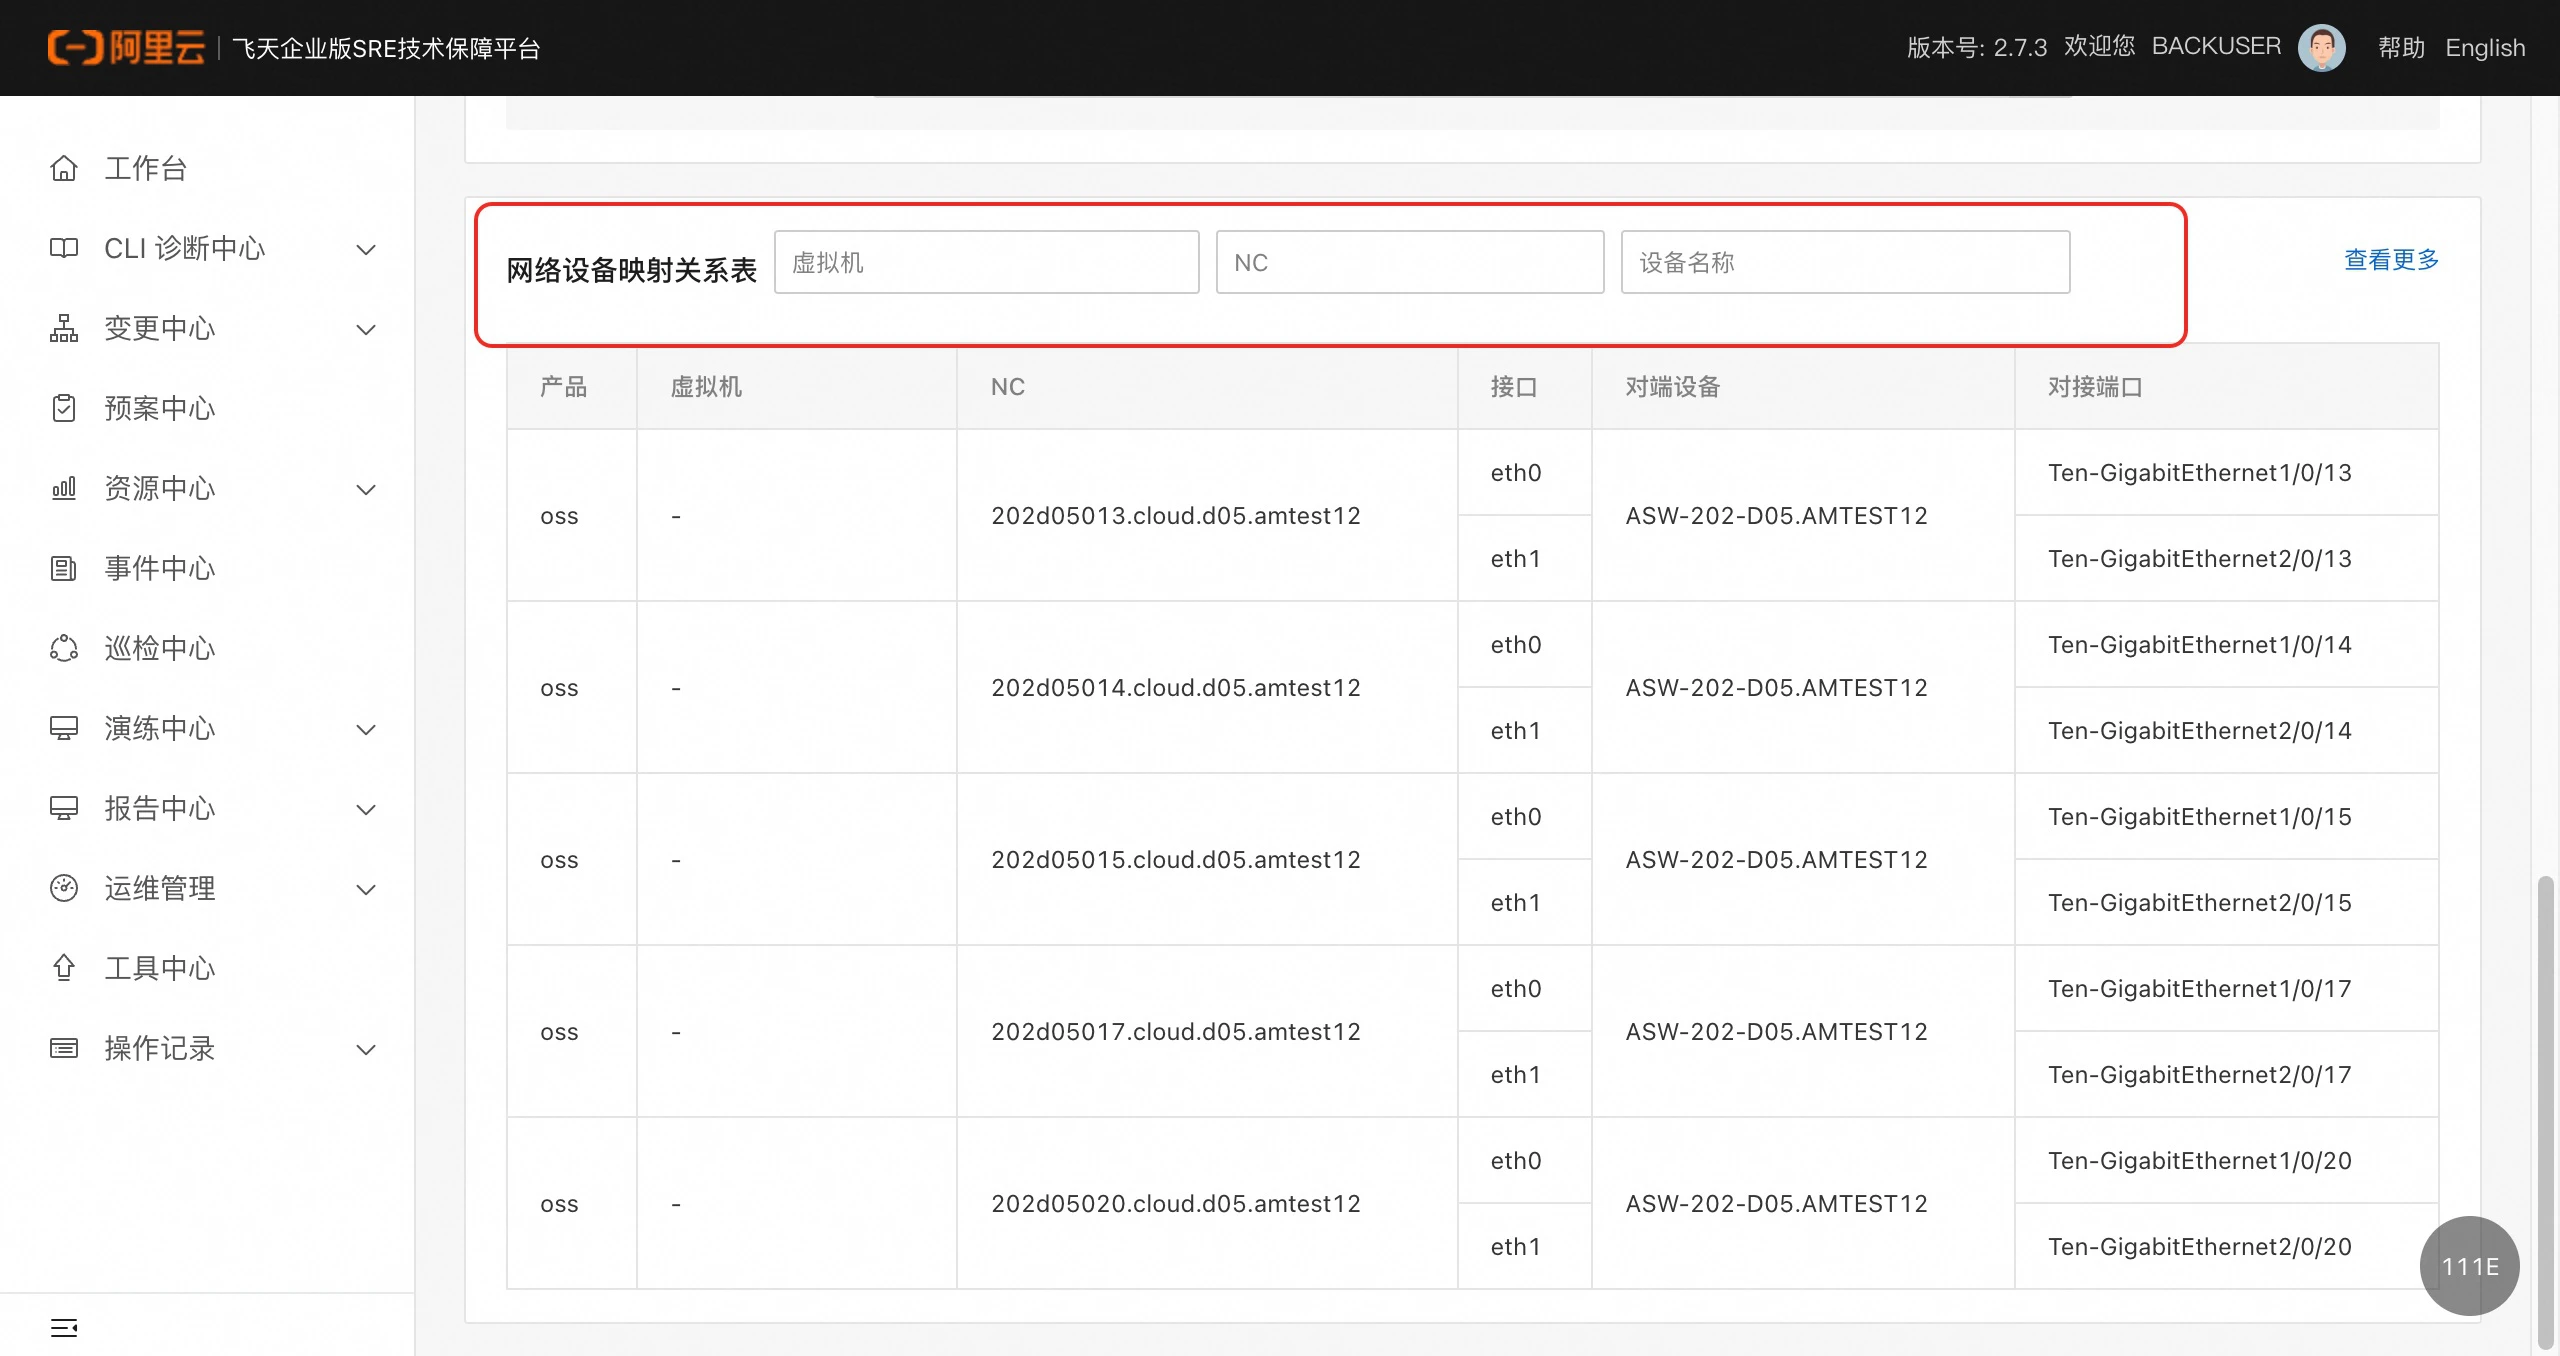 阿里云 飞天企业版SRE技术保障平台 版本号: 2.7.3 欢迎您 BACKUSER 帮助 English
工作台
CLI 诊断中心
变更中心
预案中心
资源中心
事件中心
巡检中心
演练中心
报告中心
运维管理
工具中心
操作记录
网络设备映射关系表 虚拟机 NC 设备名称 查看更多
产品 虚拟机 NC 接口 对端设备 对接端口
oss - 202d05013.cloud.d05.amtest12 eth0 ASW-202-D05.AMTEST12 Ten-GigabitEthernet1/0/13
eth1 Ten-GigabitEthernet2/0/13
oss - 202d05014.cloud.d05.amtest12 eth0 ASW-202-D05.AMTEST12 Ten-GigabitEthernet1/0/14
eth1 Ten-GigabitEthernet2/0/14
oss - 202d05015.cloud.d05.amtest12 eth0 ASW-202-D05.AMTEST12 Ten-GigabitEthernet1/0/15
eth1 Ten-GigabitEthernet2/0/15
oss - 202d05017.cloud.d05.amtest12 eth0 ASW-202-D05.AMTEST12 Ten-GigabitEthernet1/0/17
eth1 Ten-GigabitEthernet2/0/17
oss - 202d05020.cloud.d05.amtest12 eth0 ASW-202-D05.AMTEST12 Ten-GigabitEthernet1/0/20
eth1 Ten-GigabitEthernet2/0/20
111E